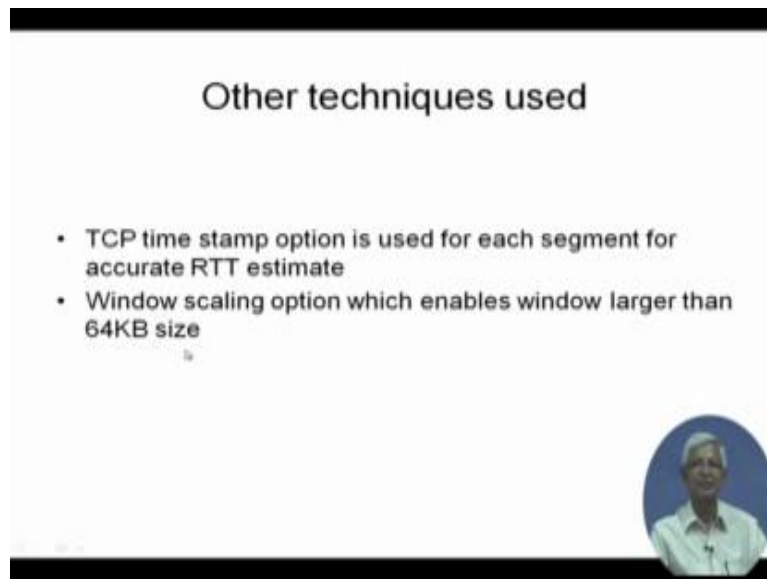 Other techniques used
• TCP time stamp option is used for each segment for
accurate RTT estimate
• Window scaling option which enables window larger than
64KB size